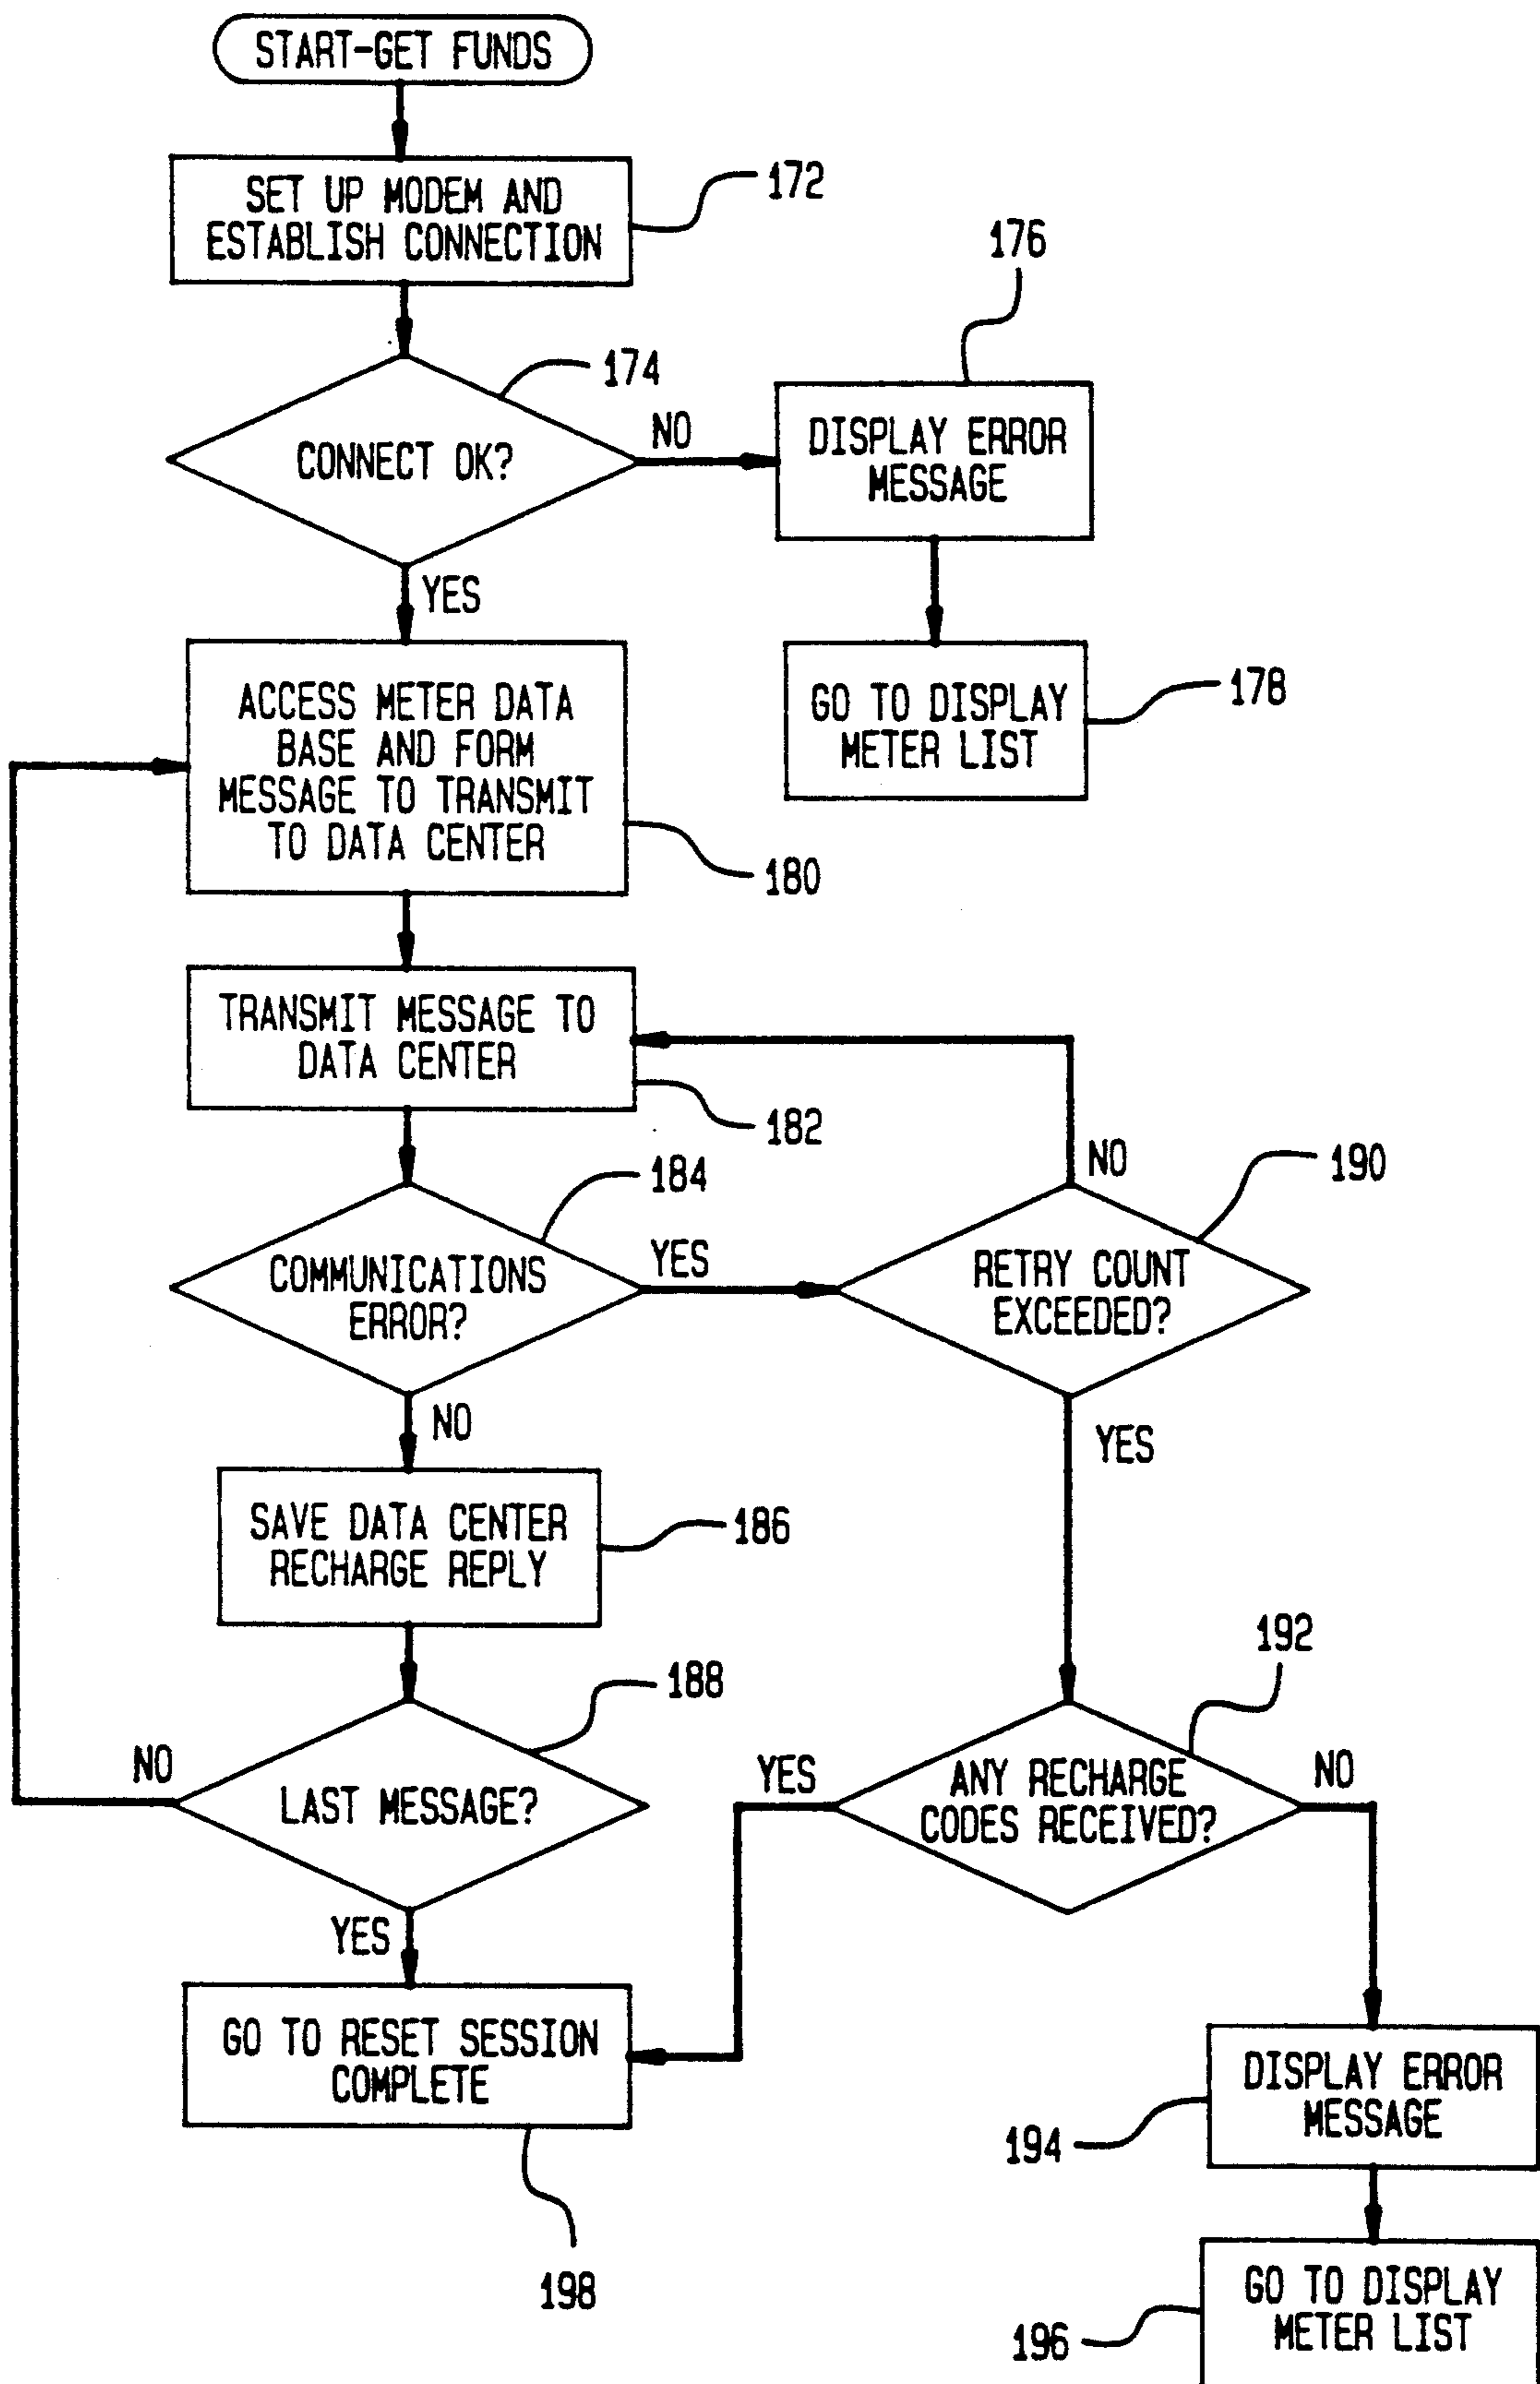 START-GET FUNDS
SET UP MODEM AND
ESTABLISH CONNECTION
172
176
174
CONNECT OK?
NO
DISPLAY ERROR
MESSAGE
YES
ACCESS METER DATA
BASE AND FORM
MESSAGE TO TRANSMIT
TO DATA CENTER
GO TO DISPLAY
METER LIST
178
180
TRANSMIT MESSAGE TO
DATA CENTER
182
184
NO
190
COMMUNICATIONS
ERROR?
YES
RETRY COUNT
EXCEEDED?
NO
YES
SAVE DATA CENTER
RECHARGE REPLY
186
192
188
NO
LAST MESSAGE?
YES
ANY RECHARGE
CODES RECEIVED?
NO
YES
GO TO RESET SESSION
COMPLETE
DISPLAY ERROR
MESSAGE
194
198
GO TO DISPLAY
METER LIST
196